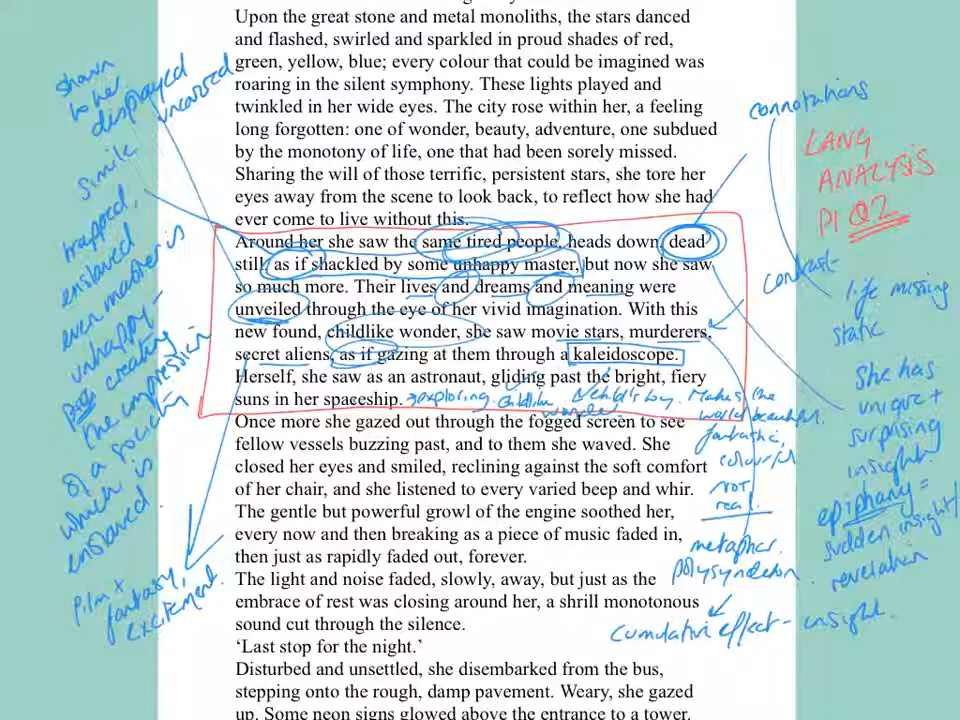 Upon the great stone and metal monoliths, the stars danced
and flashed, swirled and sparkled in proud shades of red,
green, yellow, blue; every colour that could be imagined was
roaring in the silent symphony. These lights played and
twinkled in her wide eyes. The city rose within her, a feeling
long forgotten: one of wonder, beauty, adventure, one subdued
by the monotony of life, one that had been sorely missed.
Sharing the will of those terrific, persistent stars, she tore her
eyes away from the scene to look back, to reflect how she had
ever come to live without this.
Around her she saw the same tired people, heads down, dead
still, as if shackled by some unhappy master, but now she saw
so much more. Their lives and dreams and meaning were
unveiled through the eye of her vivid imagination. With this
new found, childlike wonder, she saw movie stars, murderers,
secret aliens, as if gazing at them through a kaleidoscope.
Herself, she saw as an astronaut, gliding past the bright, fiery
suns in her spaceship.
Once more she gazed out through the fogged screen to see
fellow vessels buzzing past, and to them she waved. She
closed her eyes and smiled, reclining against the soft comfort
of her chair, and she listened to every varied beep and whir.
The gentle but powerful growl of the engine soothed her,
every now and then breaking as a piece of music faded in,
then just as rapidly faded out, forever.
The light and noise faded, slowly, away, but just as the
embrace of rest was closing around her, a shrill monotonous
sound cut through the silence.
‘Last stop for the night.’
Disturbed and unsettled, she disembarked from the bus,
stepping onto the rough, damp pavement. Weary, she gazed
up. Some neon signs glowed above the entrance to a tower.
shown
to her
displayed
uncovered
simile
trapped,
enslaved
even master is
unhappy -
creating
the impression
of a society
which is
enslaved
film +
fantasy,
excitement.
exploring. childlike
wonder
child's toy. Makes the
world beautiful.
fantastic,
colourful
NOT
real.
metaphor.
polysyndeton
cumulative effect - insight.
connotations
LANG
ANALYSIS
P1 Q2
contrast-
life missing
static
She has
unique +
surprising
insight
epiphany =
sudden insight/
revelation